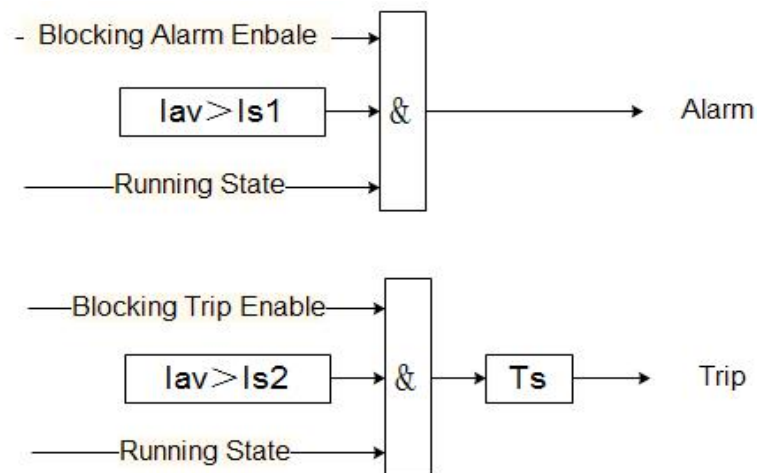 Blocking Alarm Enbale
Iav＞Is1
&
Alarm
Running State
Blocking Trip Enable
Iav＞Is2
&
Ts
Trip
Running State